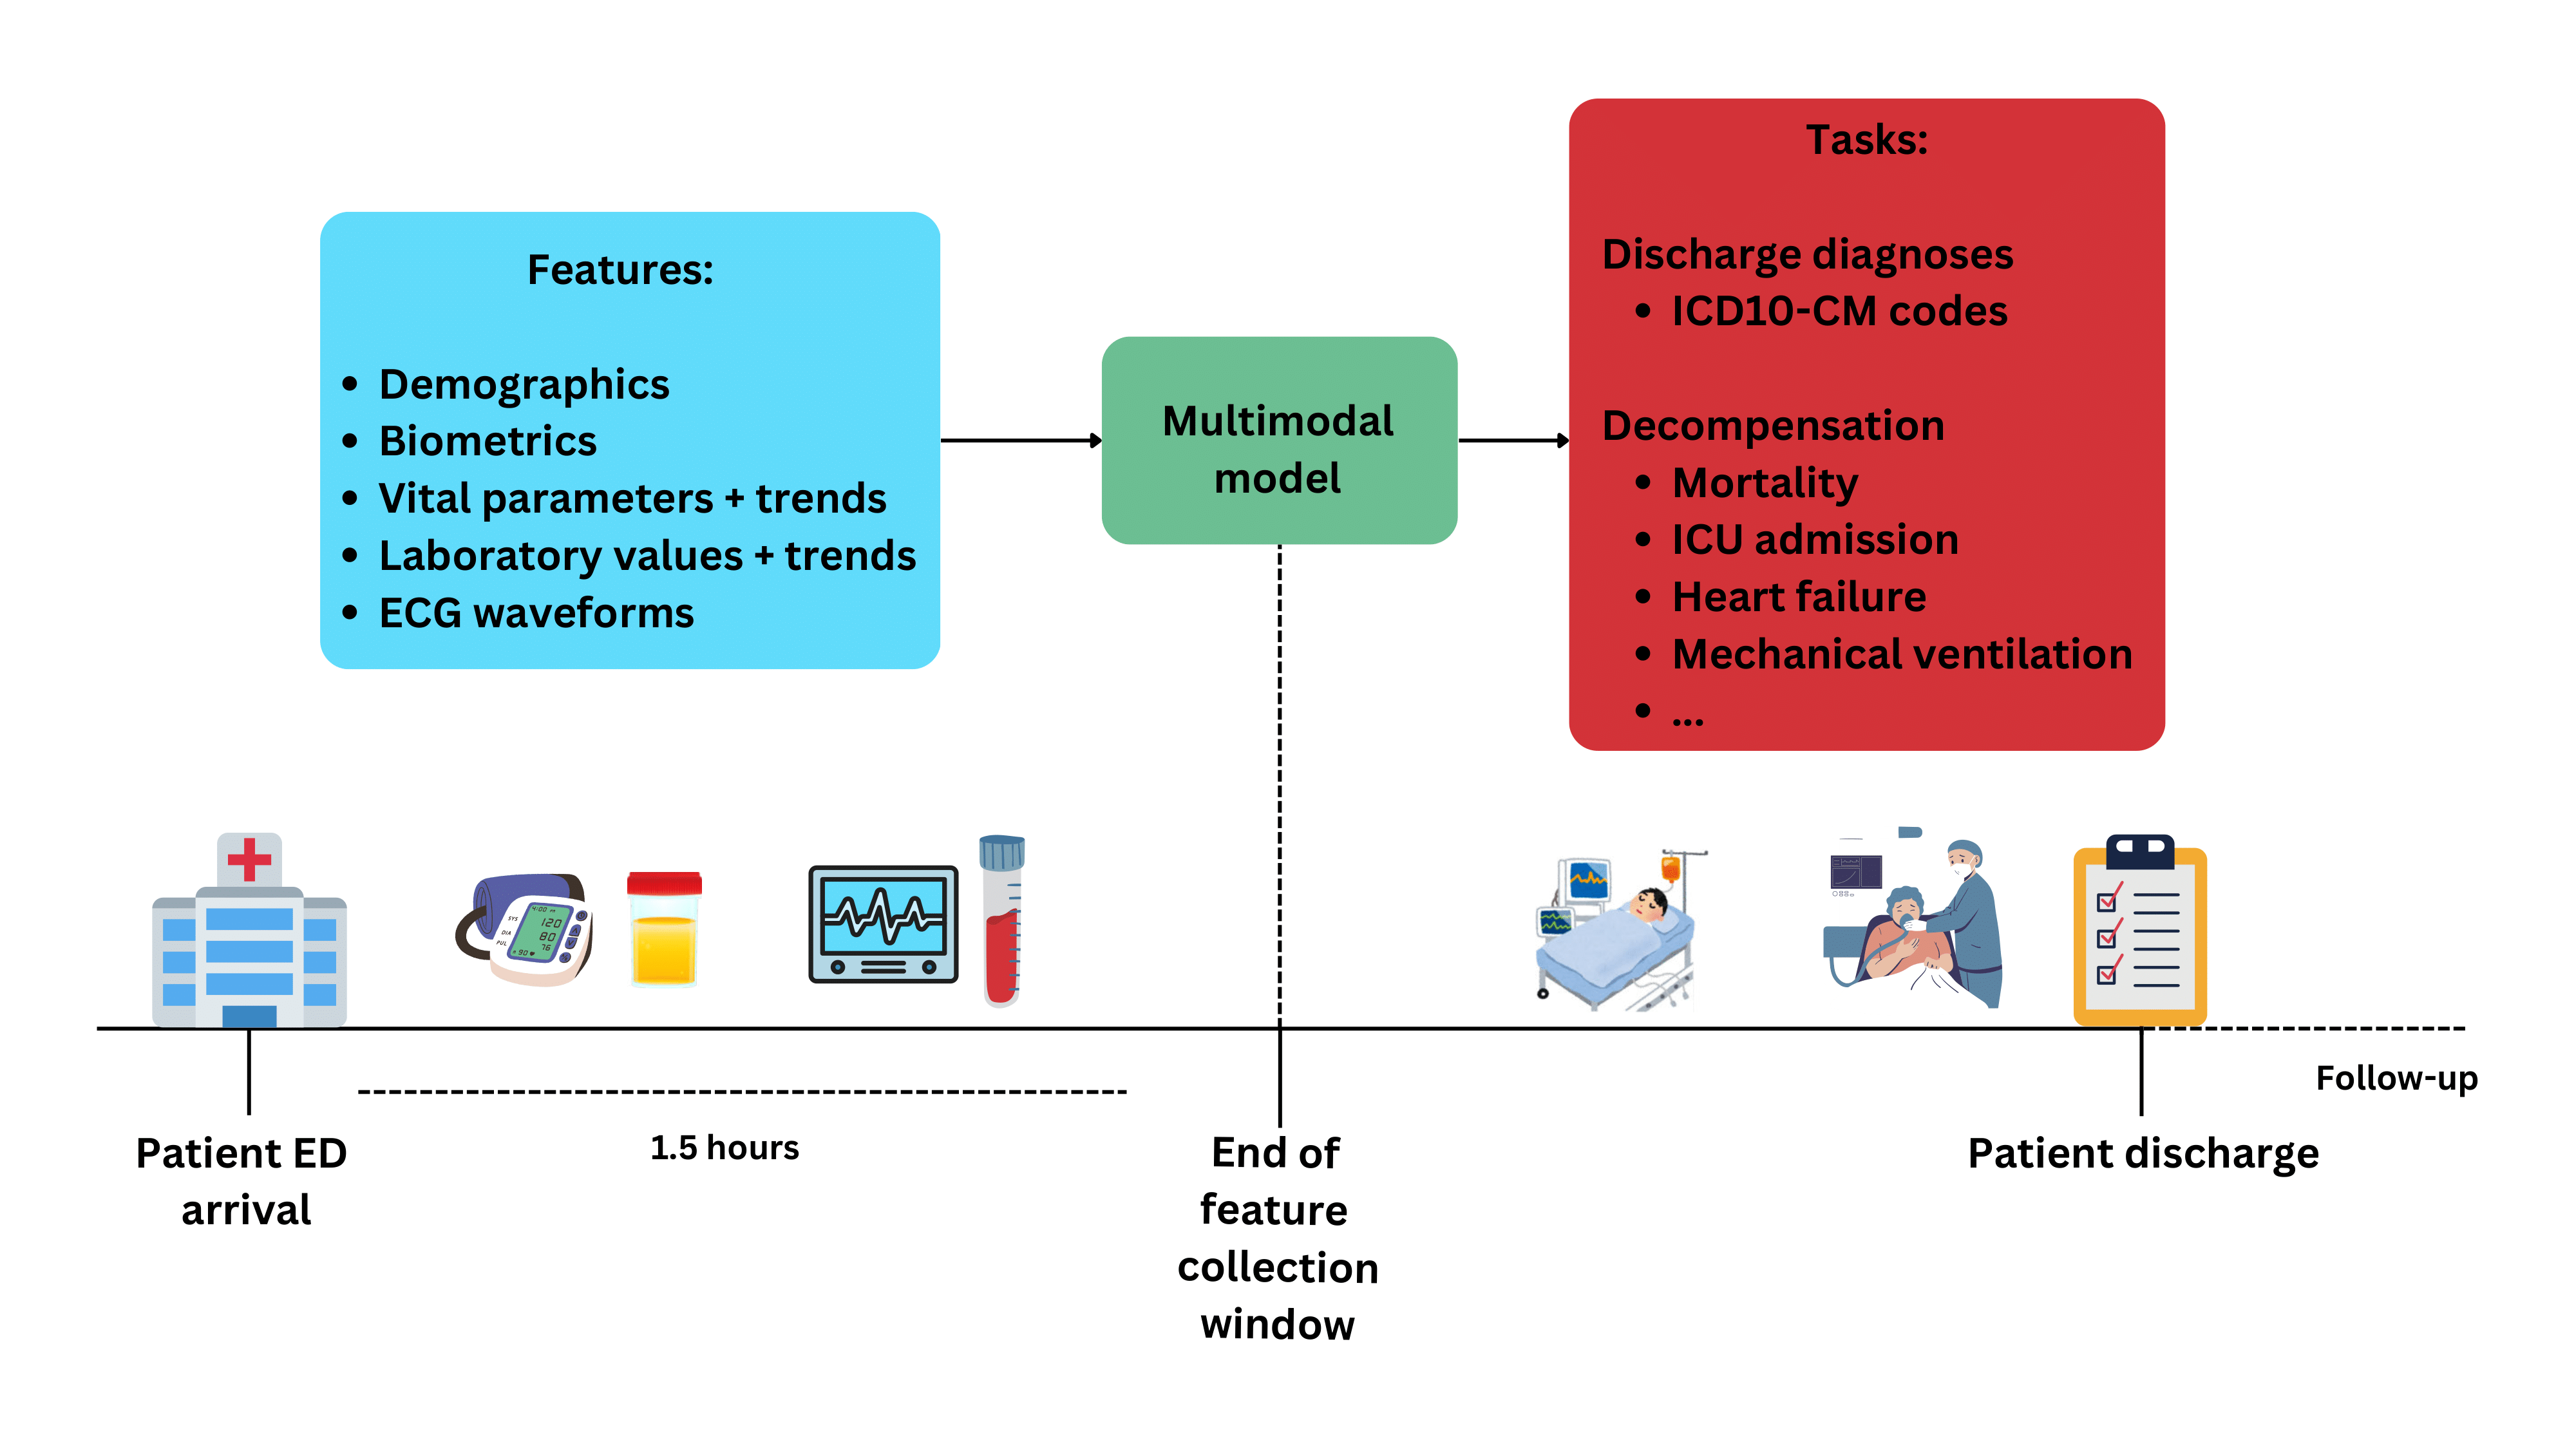 Tasks:
Discharge diagnoses
• ICD10-CM codes
Decompensation
• Mortality
• ICU admission
• Heart failure
• Mechanical ventilation
• ...
Features:
• Demographics
• Biometrics
• Vital parameters + trends
• Laboratory values + trends
• ECG waveforms
Multimodal
model
SYS
120
DIA
80
PUL
76
90
Follow-up
1.5 hours
Patient ED
arrival
End of
feature
collection
window
Patient discharge